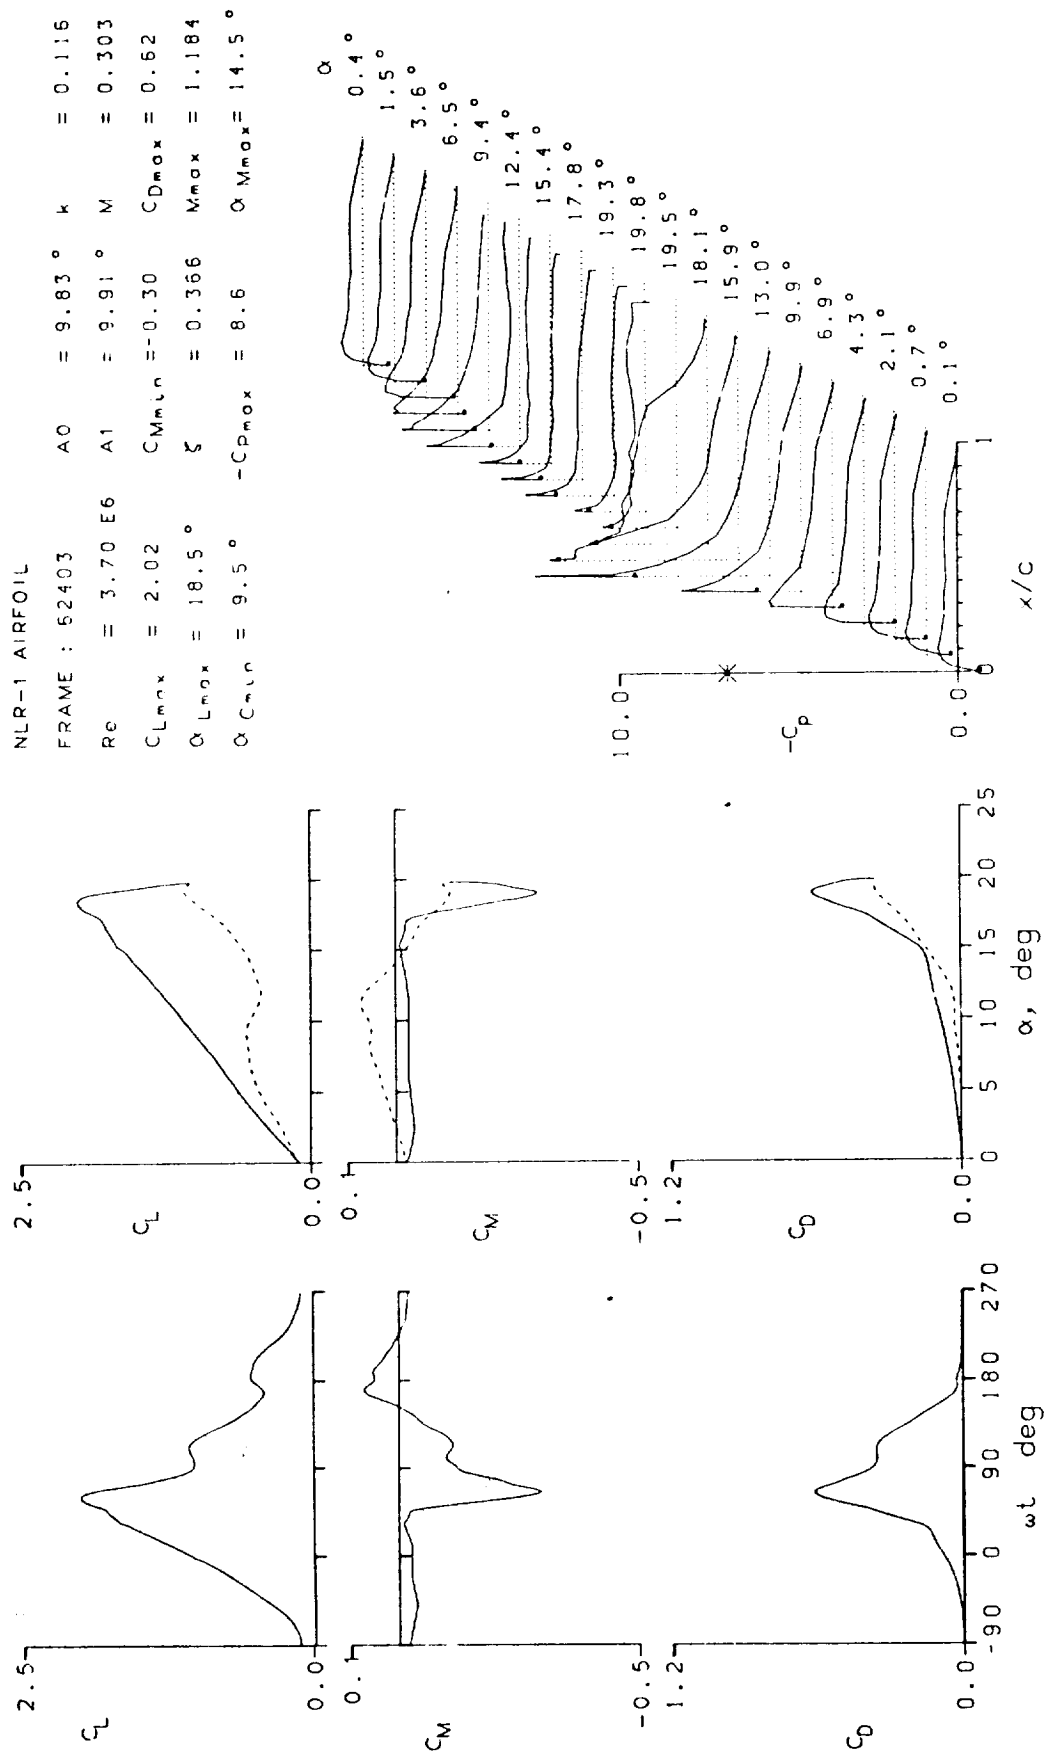 NLR-1 AIRFOIL
FRAME : 52403 A0 = 9.83° k = 0.116
Re = 3.70 E6 A1 = 9.91° M = 0.303
CLmax = 2.02 CMmin =-0.30 CDmax = 0.62
αLmax = 18.5° ζ = 0.366 Mmax = 1.184
αCmin = 9.5° -CPmax = 8.6 αMmax = 14.5°
2.5
CL
0.0
0.1
CM
-0.5
1.2
CD
0.0
-90 0 90 180 270
ωt deg
2.5
CL
0.0
0.1
CM
-0.5
1.2
CD
0.0
0 5 10 15 20 25
α, deg
α
0.4°
1.5°
3.6°
6.5°
9.4°
12.4°
15.4°
17.8°
19.3°
19.8°
19.5°
18.1°
15.9°
13.0°
9.9°
6.9°
4.3°
2.1°
0.7°
0.1°
10.0
-Cp
0.0
0 1
x/c